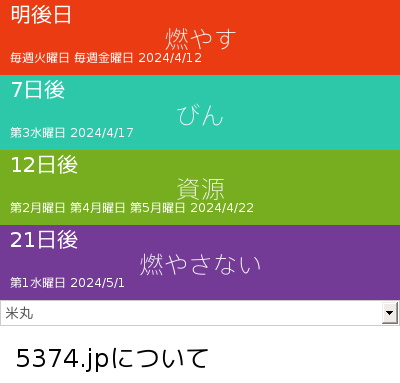 明後日
燃やす
毎週火曜日 毎週金曜日 2024/4/12
7日後
びん
第3水曜日 2024/4/17
12日後
資源
第2月曜日 第4月曜日 第5月曜日 2024/4/22
21日後
燃やさない
第1水曜日 2024/5/1
米丸
5374.jpについて